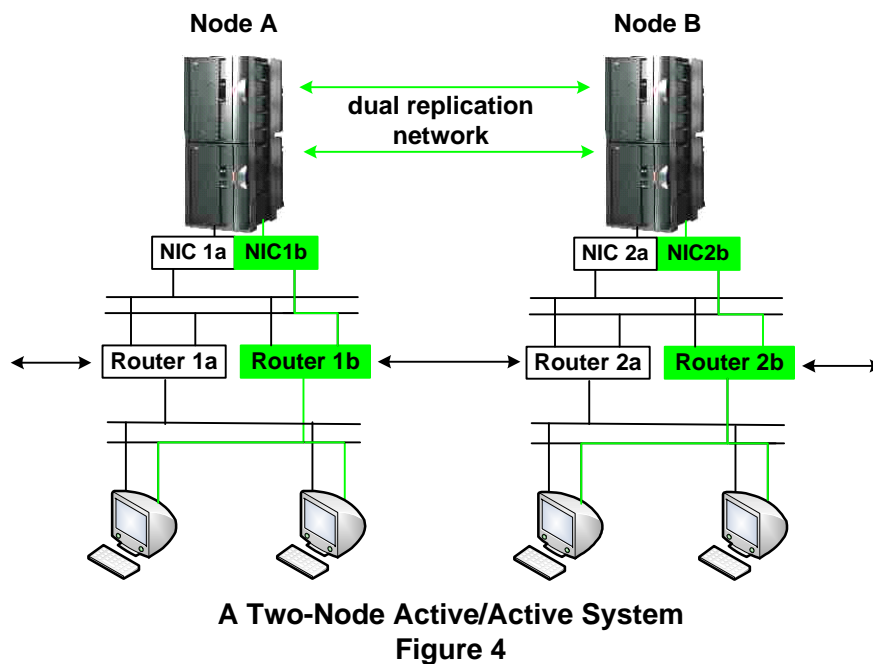 Node A
Node B
dual replication
network
NIC 1a
NIC1b
NIC 2a
NIC2b
Router 1a
Router 1b
Router 2a
Router 2b
A Two-Node Active/Active System
Figure 4